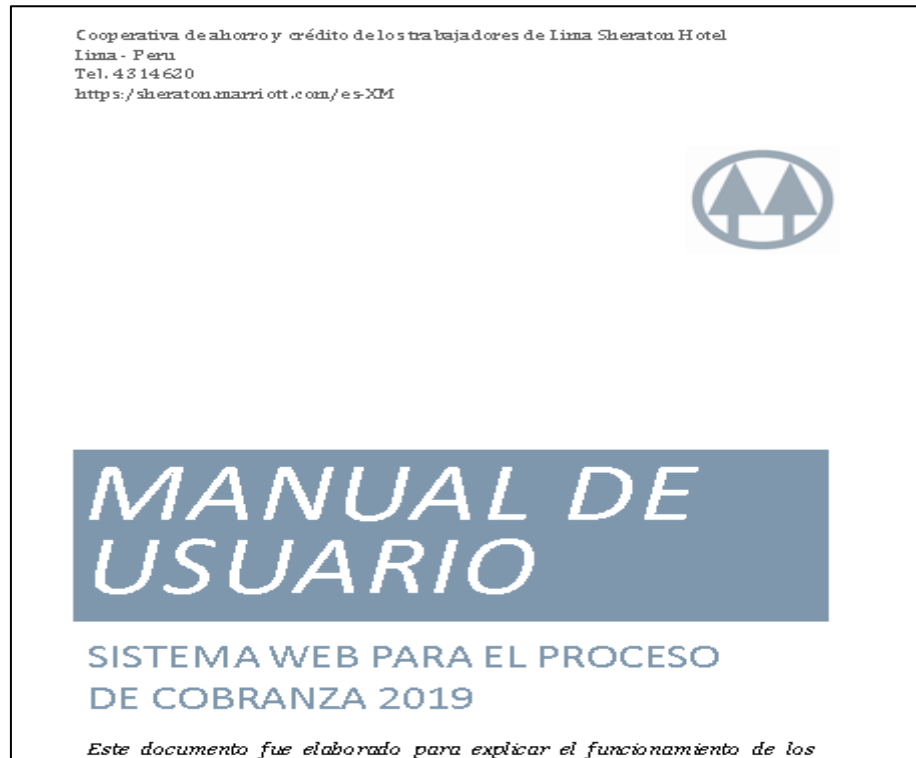 Cooperativa de ahorro y crédito de los trabajadores de Lima Sheraton Hotel
Lima - Peru
Tel. 4314620
https:/sheraton.marriott.com/es-XM
MANUAL DE
USUARIO
SISTEMA WEB PARA EL PROCESO
DE COBRANZA 2019
Este documento fue elaborado para explicar el funcionamiento de los